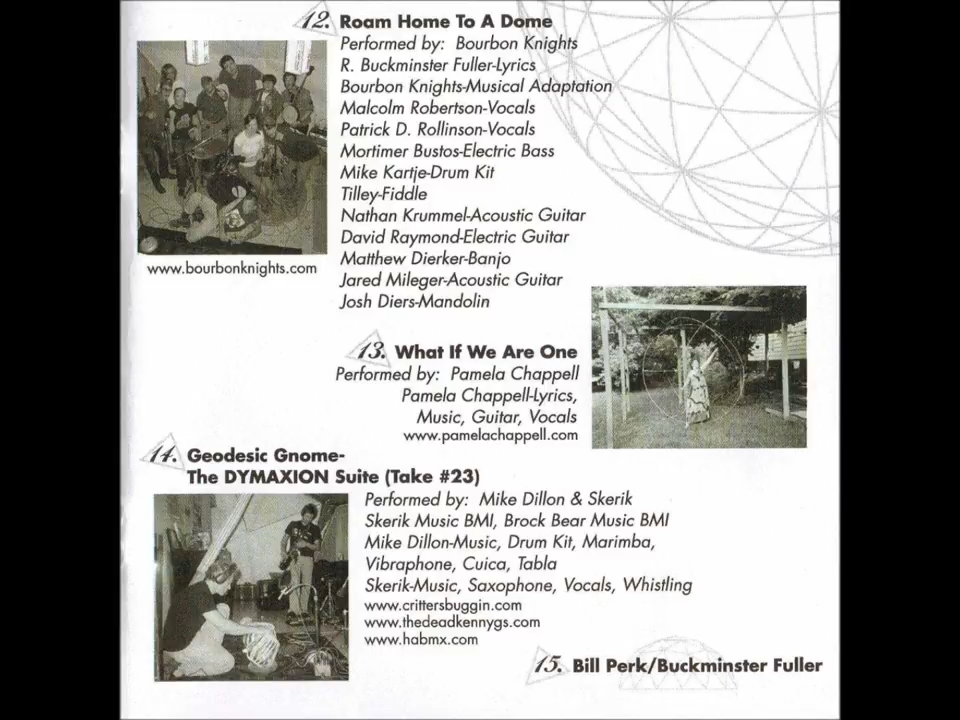 12. Roam Home To A Dome
Performed by: Bourbon Knights
R. Buckminster Fuller-Lyrics
Bourbon Knights-Musical Adaptation
Malcolm Robertson-Vocals
Patrick D. Rollinson-Vocals
Mortimer Bustos-Electric Bass
Mike Kartje-Drum Kit
Tilley-Fiddle
Nathan Krummel-Acoustic Guitar
David Raymond-Electric Guitar
Matthew Dierker-Banjo
Jared Mileger-Acoustic Guitar
Josh Diers-Mandolin
www.bourbonknights.com
13. What If We Are One
Performed by: Pamela Chappell
Pamela Chappell-Lyrics,
Music, Guitar, Vocals
www.pamelachappell.com
14. Geodesic Gnome-
The DYMAXION Suite (Take #23)
Performed by: Mike Dillon & Skerik
Skerik Music BMI, Brock Bear Music BMI
Mike Dillon-Music, Drum Kit, Marimba,
Vibraphone, Cuica, Tabla
Skerik-Music, Saxophone, Vocals, Whistling
www.crittersbuggin.com
www.thedeadkennygs.com
www.habmx.com
15. Bill Perk/Buckminster Fuller